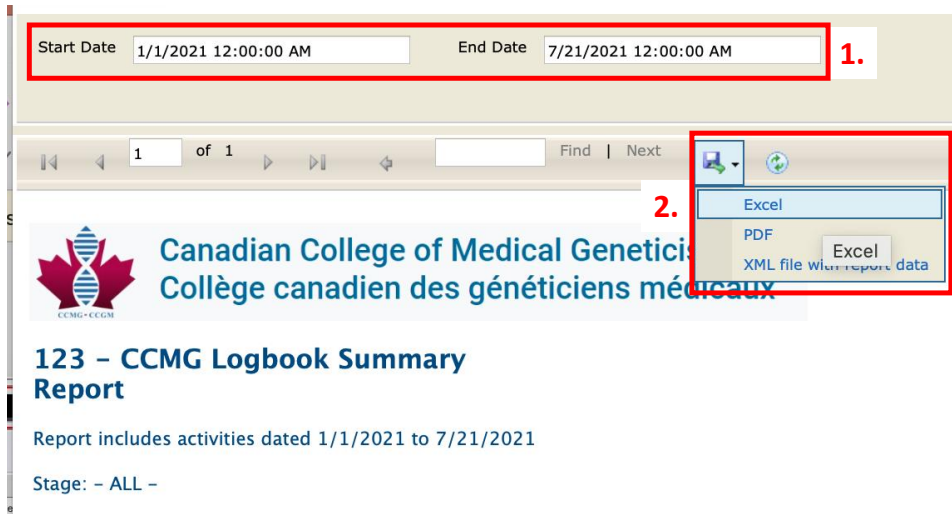 Start Date 1/1/2021 12:00:00 AM End Date 7/21/2021 12:00:00 AM 1.
1 of 1 Find | Next
2.
Excel
PDF
Excel
XML file with report data
Canadian College of Medical Geneticis
Collège canadien des généticiens médicaux
CCMG•CCGM
123 – CCMG Logbook Summary
Report
Report includes activities dated 1/1/2021 to 7/21/2021
Stage: – ALL –